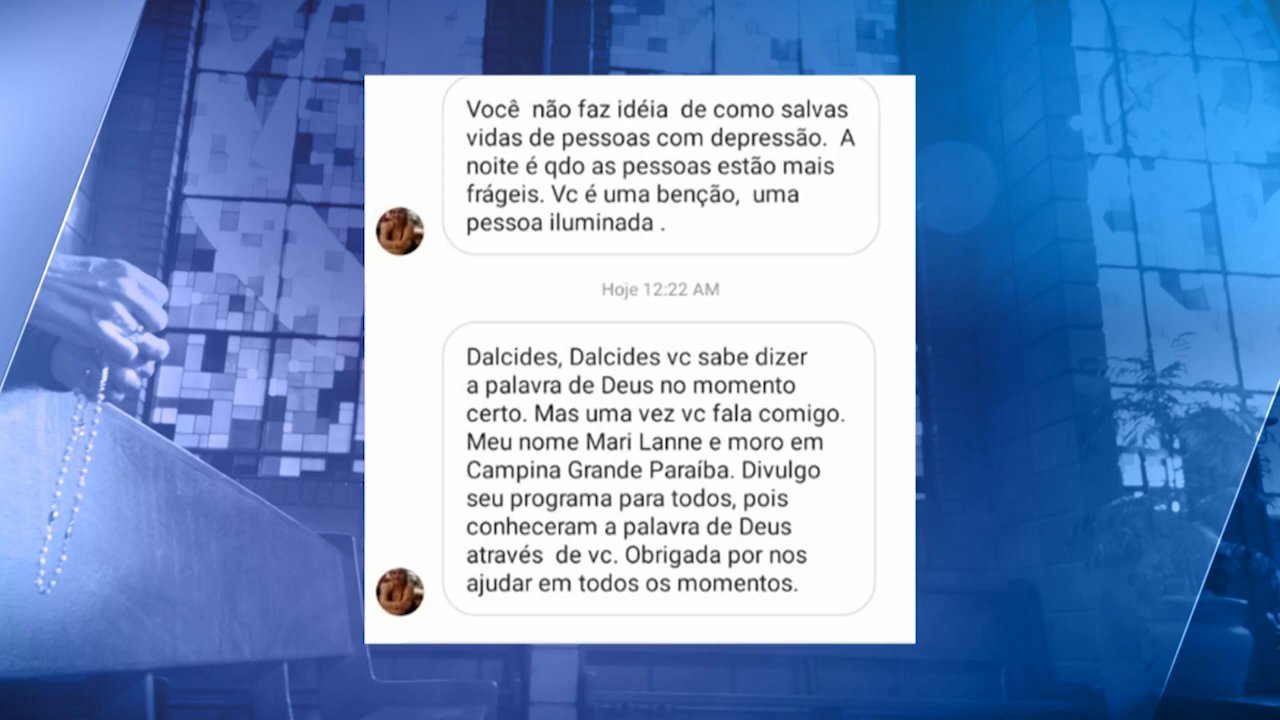 Você não faz idéia de como salvas
vidas de pessoas com depressão. A
noite é qdo as pessoas estão mais
frágeis. Vc é uma benção, uma
pessoa iluminada .
Hoje 12:22 AM
Dalcides, Dalcides vc sabe dizer
a palavra de Deus no momento
certo. Mas uma vez vc fala comigo.
Meu nome Mari Lanne e moro em
Campina Grande Paraíba. Divulgo
seu programa para todos, pois
conheceram a palavra de Deus
através de vc. Obrigada por nos
ajudar em todos os momentos.